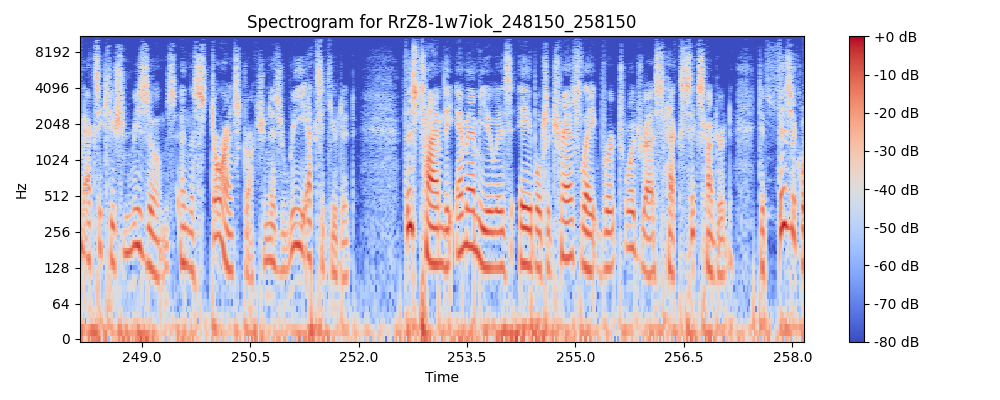 Spectrogram for RrZ8-1w7iok_248150_258150
8192
4096
2048
1024
512
256
128
64
0
Hz
249.0 250.5 252.0 253.5 255.0 256.5 258.0
Time
+0 dB
-10 dB
-20 dB
-30 dB
-40 dB
-50 dB
-60 dB
-70 dB
-80 dB